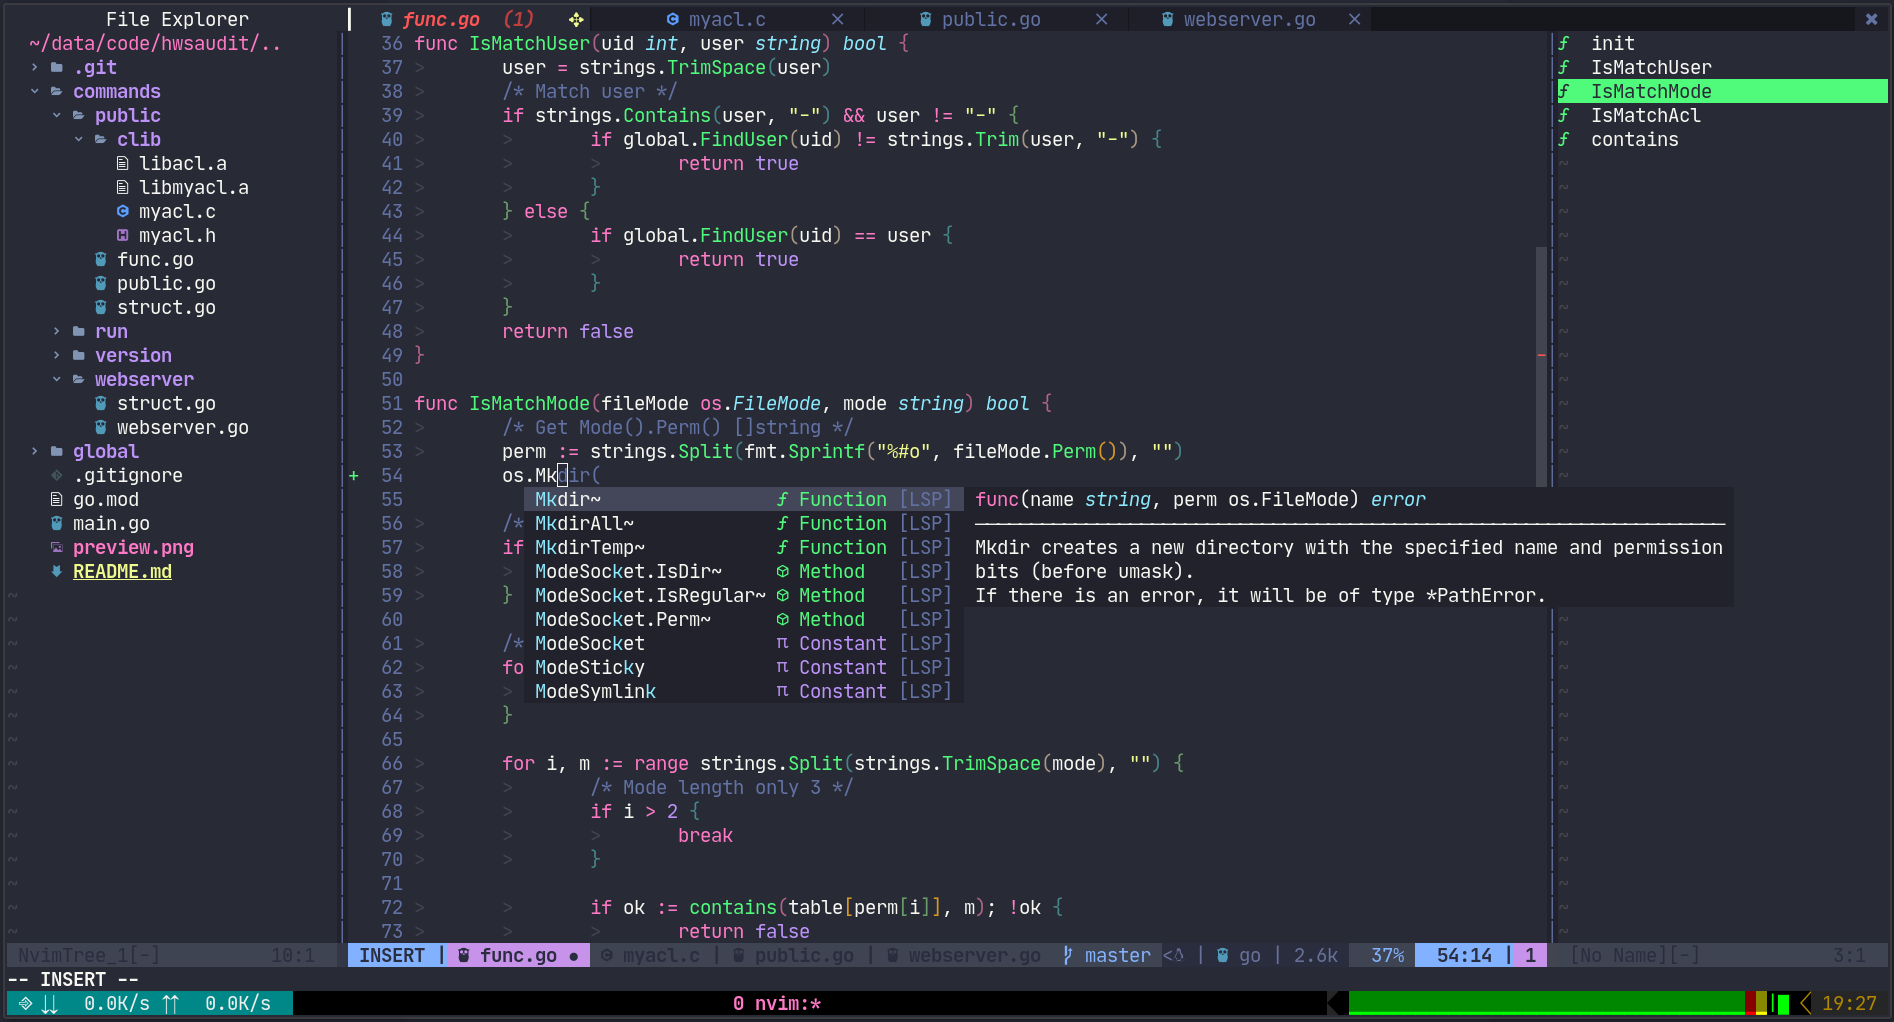 File Explorer
~/data/code/hwsaudit/..
.git
commands
public
clib
libacl.a
libmyacl.a
myacl.c
myacl.h
func.go
public.go
struct.go
run
version
webserver
struct.go
webserver.go
global
.gitignore
go.mod
main.go
preview.png
README.md
func.go (1)
myacl.c
public.go
webserver.go
36 func IsMatchUser(uid int, user string) bool {
37 > user = strings.TrimSpace(user)
38 > /* Match user */
39 > if strings.Contains(user, "-") && user != "-" {
40 > > if global.FindUser(uid) != strings.Trim(user, "-") {
41 > > > return true
42 > > }
43 > } else {
44 > > if global.FindUser(uid) == user {
45 > > > return true
46 > > }
47 > }
48 > return false
49 }
50
51 func IsMatchMode(fileMode os.FileMode, mode string) bool {
52 > /* Get Mode().Perm() []string */
53 > perm := strings.Split(fmt.Sprintf("%#o", fileMode.Perm()), "")
+ 54 os.Mkdir(
55
56 > /*
57 > if
58 > >
59 > }
60
61 > /*
62 > fo
63 > >
64 > }
65
66 > for i, m := range strings.Split(strings.TrimSpace(mode), "") {
67 > > /* Mode length only 3 */
68 > > if i > 2 {
69 > > > break
70 > > }
71
72 > > if ok := contains(table[perm[i]], m); !ok {
73 > > > return false
Mkdir~ ƒ Function [LSP]
MkdirAll~ ƒ Function [LSP]
MkdirTemp~ ƒ Function [LSP]
ModeSocket.IsDir~ Method [LSP]
ModeSocket.IsRegular~ Method [LSP]
ModeSocket.Perm~ Method [LSP]
ModeSocket π Constant [LSP]
ModeSticky π Constant [LSP]
ModeSymlink π Constant [LSP]
func(name string, perm os.FileMode) error
Mkdir creates a new directory with the specified name and permission
bits (before umask).
If there is an error, it will be of type *PathError.
ƒ init
ƒ IsMatchUser
ƒ IsMatchMode
ƒ IsMatchAcl
ƒ contains
NvimTree_1[-] 10:1
INSERT | func.go ● myacl.c | public.go | webserver.go master < | go | 2.6k 37% 54:14 | 1
[No Name][-] 3:1
-- INSERT --
0.0K/s 0.0K/s
0 nvim:*
19:27